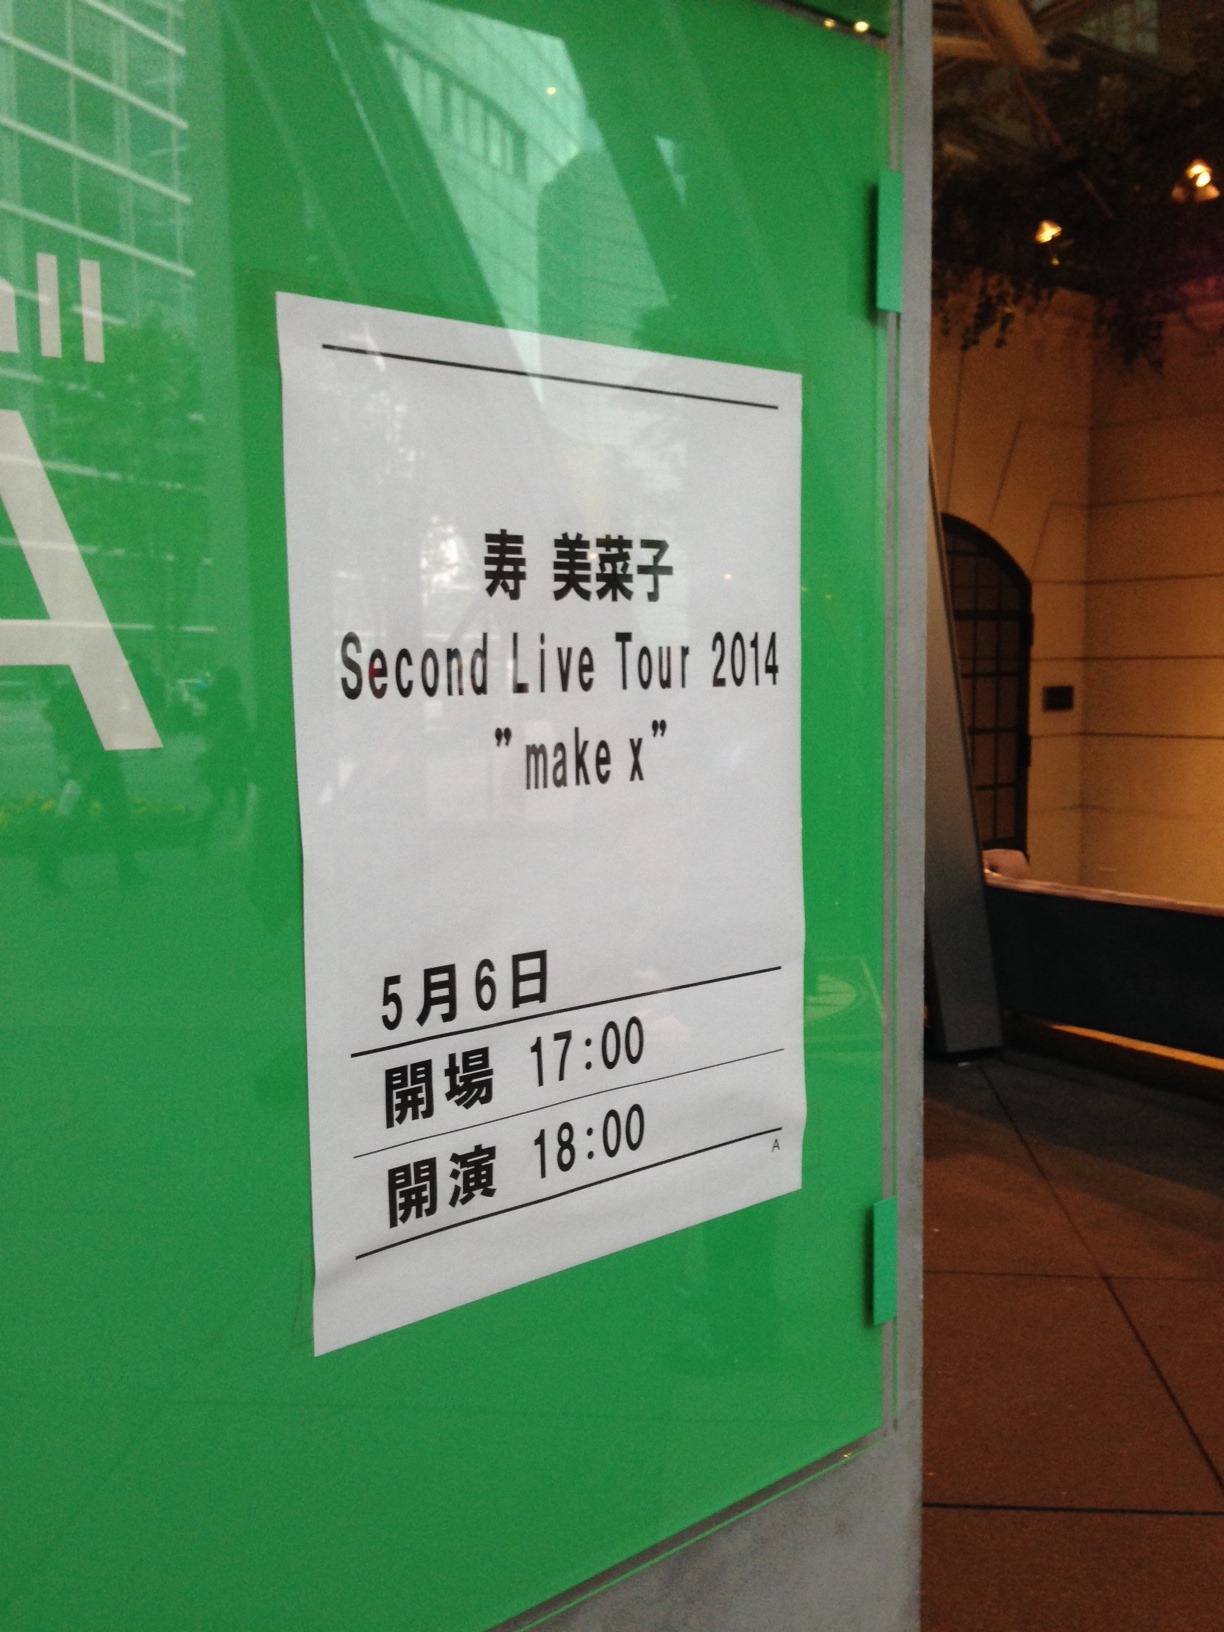 all
A
寿 美菜子
Second Live Tour 2014
”make x”
5月6日
開場 17:00
開演 18:00
A